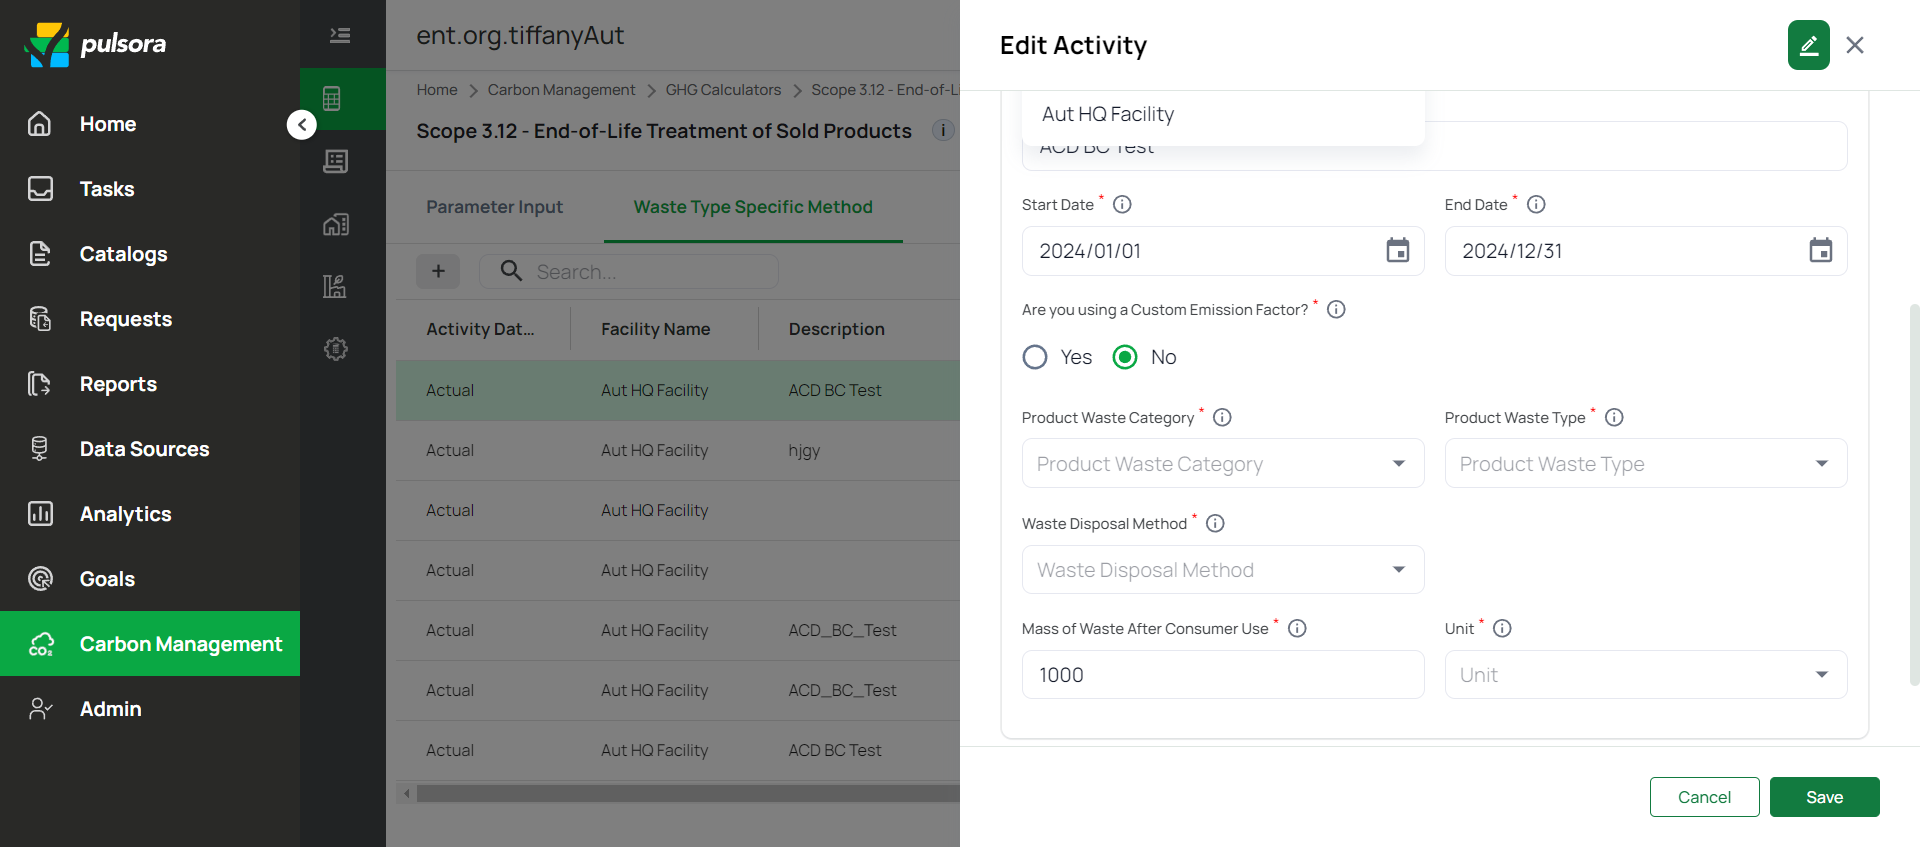 pulsora
Home
Tasks
Catalogs
Requests
Reports
Data Sources
Analytics
Goals
CO₂
Carbon Management
Admin
ent.org.tiffanyAut
Home > Carbon Management > GHG Calculators > Scope 3.12 - End-of-L
Scope 3.12 - End-of-Life Treatment of Sold Products
Parameter Input
Waste Type Specific Method
+ Search...
Activity Dat... Facility Name Description
Actual Aut HQ Facility ACD BC Test
Actual Aut HQ Facility hjgy
Actual Aut HQ Facility
Actual Aut HQ Facility
Actual Aut HQ Facility ACD_BC_Test
Actual Aut HQ Facility ACD_BC_Test
Actual Aut HQ Facility ACD BC Test
Edit Activity
Aut HQ Facility
ACD BC Test
Start Date *
End Date *
2024/01/01
2024/12/31
Are you using a Custom Emission Factor? *
Yes No
Product Waste Category *
Product Waste Type *
Product Waste Category
Product Waste Type
Waste Disposal Method *
Waste Disposal Method
Mass of Waste After Consumer Use *
Unit *
1000
Unit
Cancel
Save